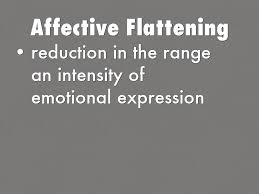 Affective Flattening
• reduction in the range
an intensity of
emotional expression